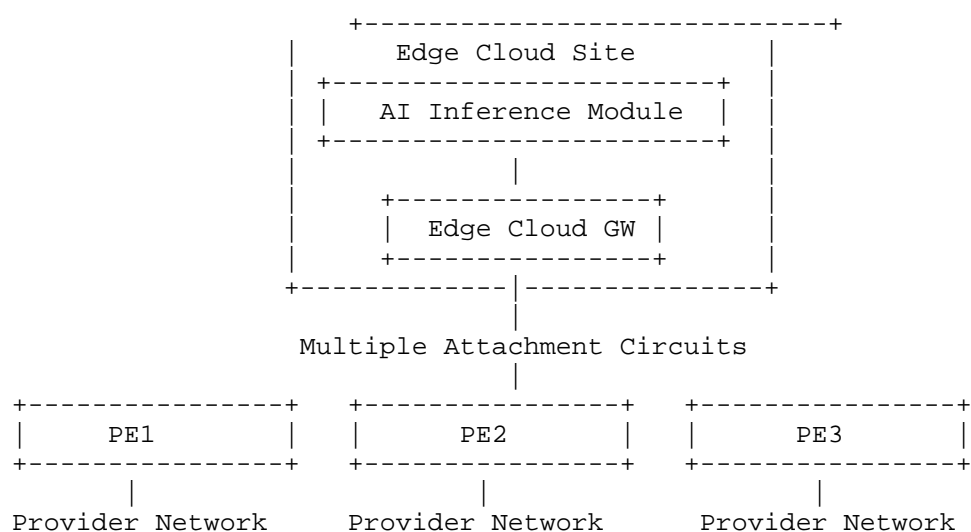 Edge Cloud Site
AI Inference Module
Edge Cloud GW
Multiple Attachment Circuits
PE1 PE2 PE3
Provider Network Provider Network Provider Network